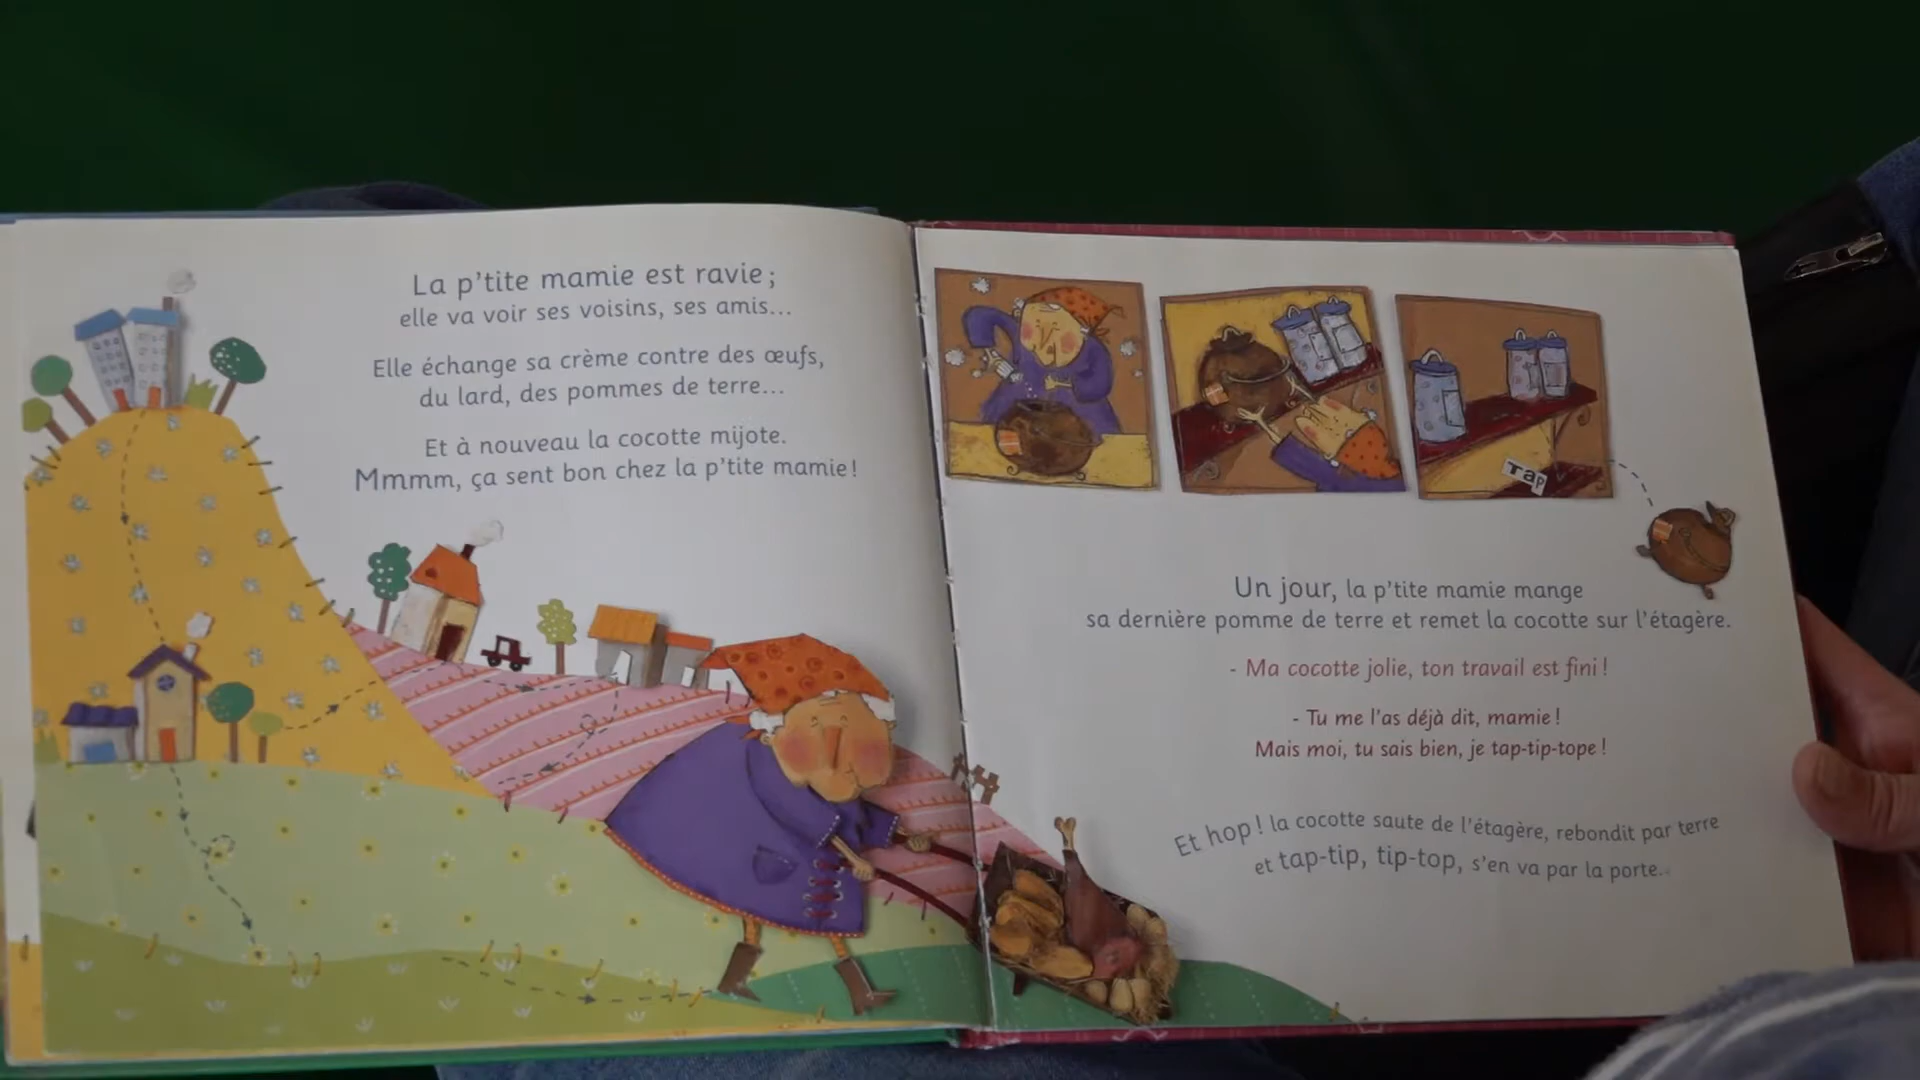 La p'tite mamie est ravie ;
elle va voir ses voisins, ses amis...
Elle échange sa crème contre des œufs,
du lard, des pommes de terre...
Et à nouveau la cocotte mijote.
Mmmm, ça sent bon chez la p'tite mamie !
Tap
Un jour, la p'tite mamie mange
sa dernière pomme de terre et remet la cocotte sur l'étagère.
- Ma cocotte jolie, ton travail est fini !
- Tu me l'as déjà dit, mamie !
Mais moi, tu sais bien, je tap-tip-tope !
Et hop ! la cocotte saute de l'étagère, rebondit par terre
et tap-tip, tip-top, s'en va par la porte...